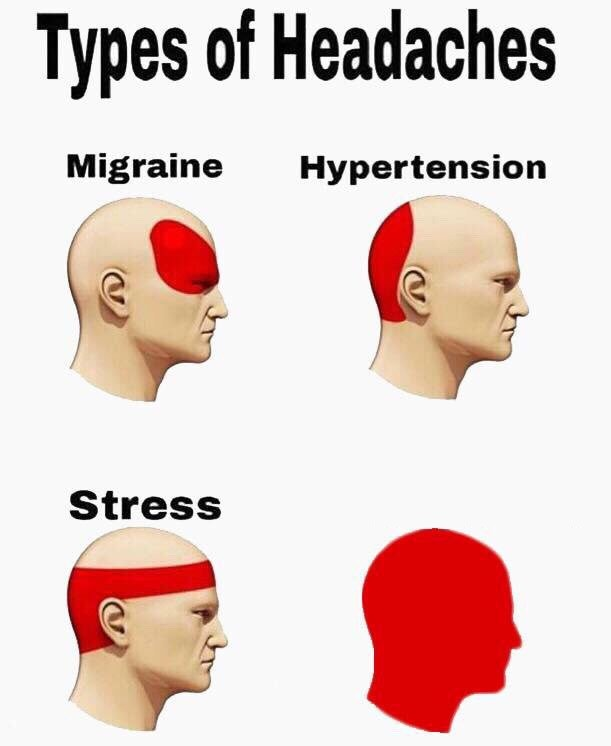 Types of Headaches
Migraine
Hypertension
Stress